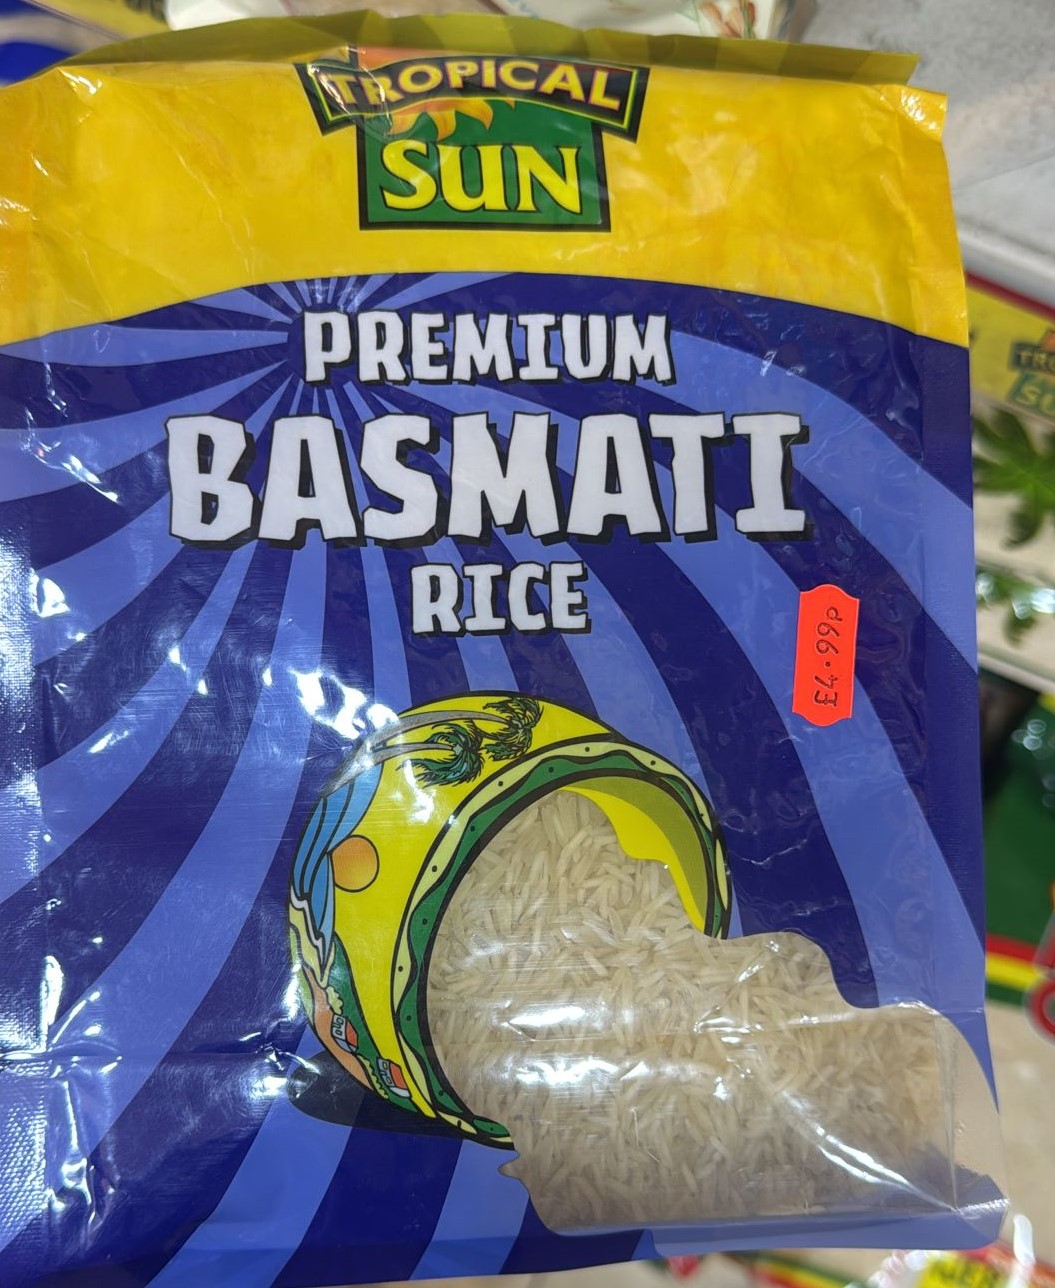 TROPICAL
SUN
PREMIUM
BASMATI
RICE
£4.99p